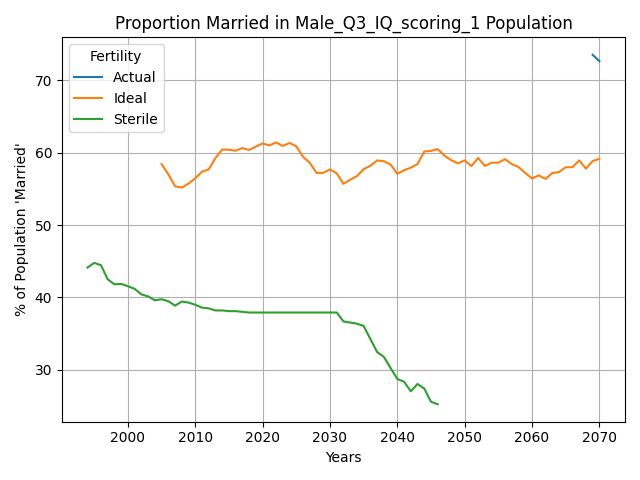 Proportion Married in Male_Q3_IQ_scoring_1 Population
Fertility
Actual
Ideal
Sterile
% of Population 'Married'
70
60
50
40
30
2000
2010
2020
2030
2040
2050
2060
2070
Years